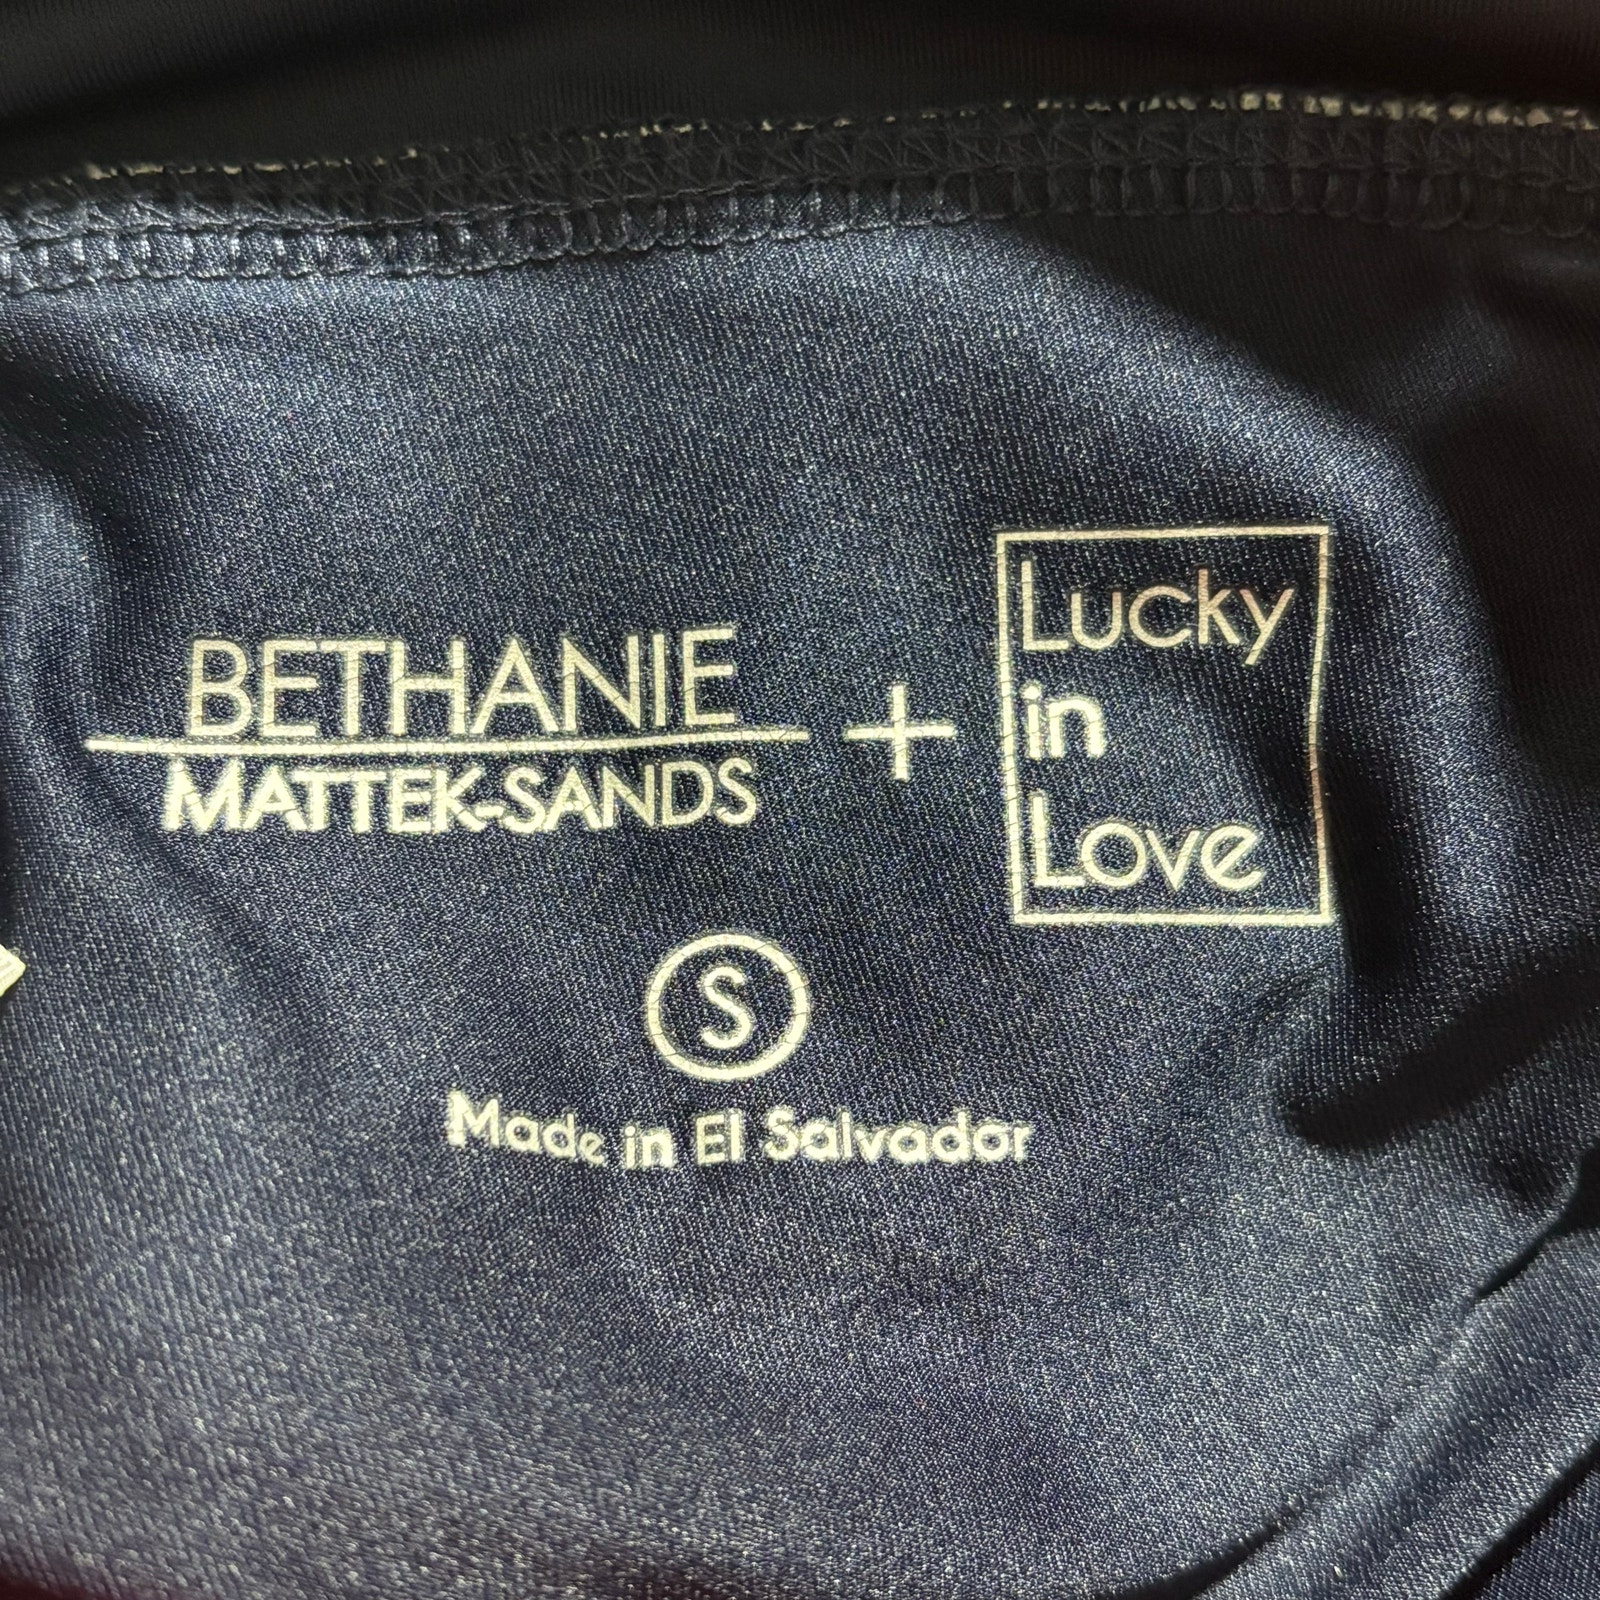 BETHANIE
MATTEK-SANDS
+
Lucky
in
Love
S
Made in El Salvador